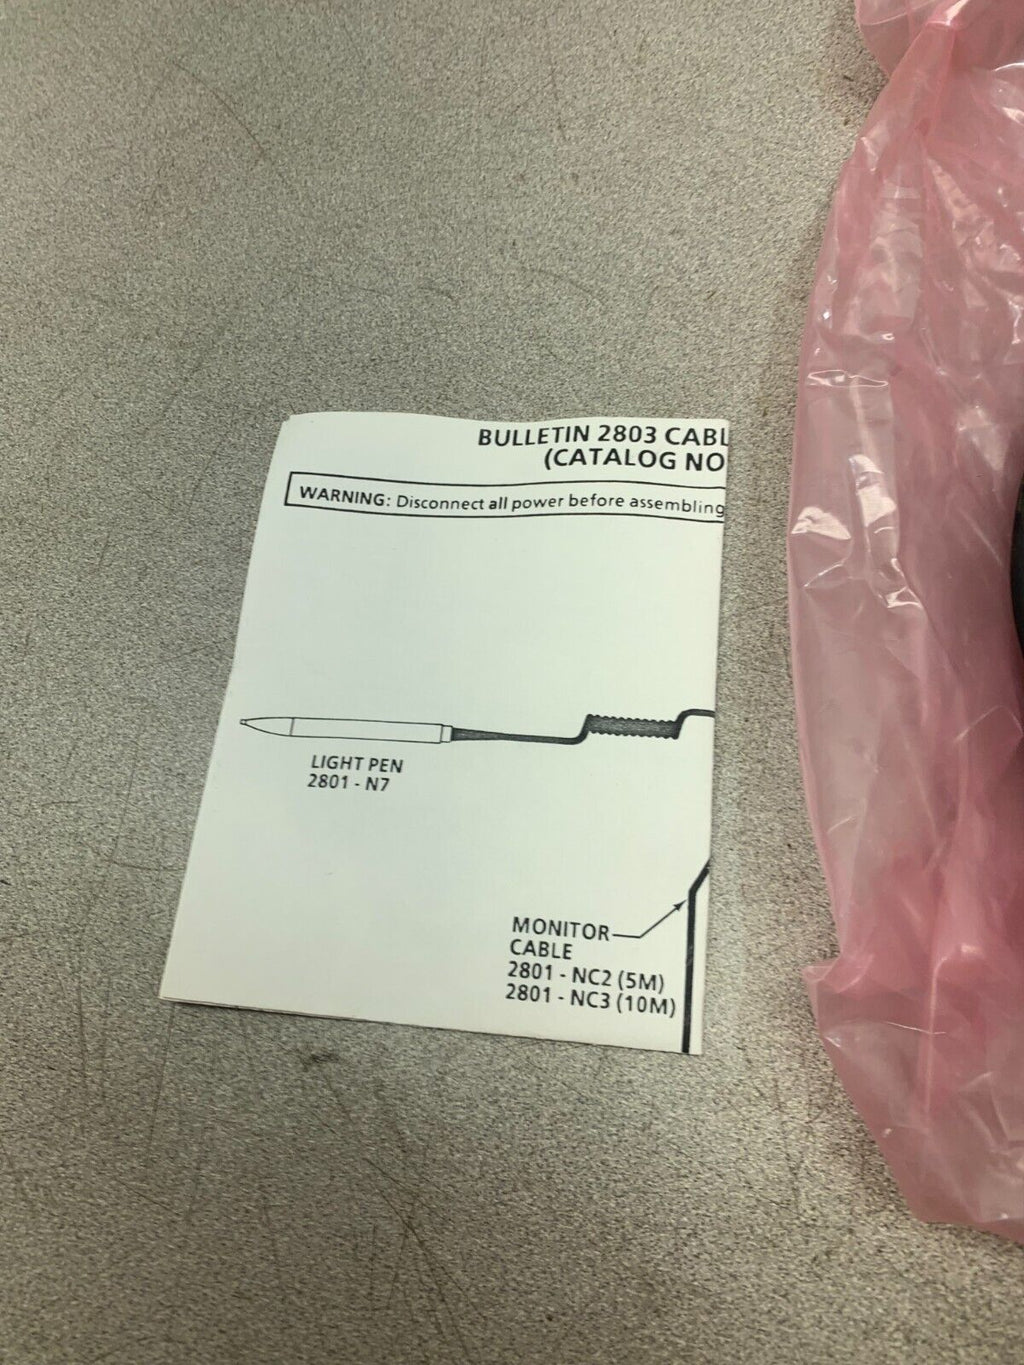 BULLETIN 2803 CABL
(CATALOG NO
WARNING: Disconnect all power before assembling
LIGHT PEN
2801 - N7
MONITOR
CABLE
2801 - NC2 (5M)
2801 - NC3 (10M)